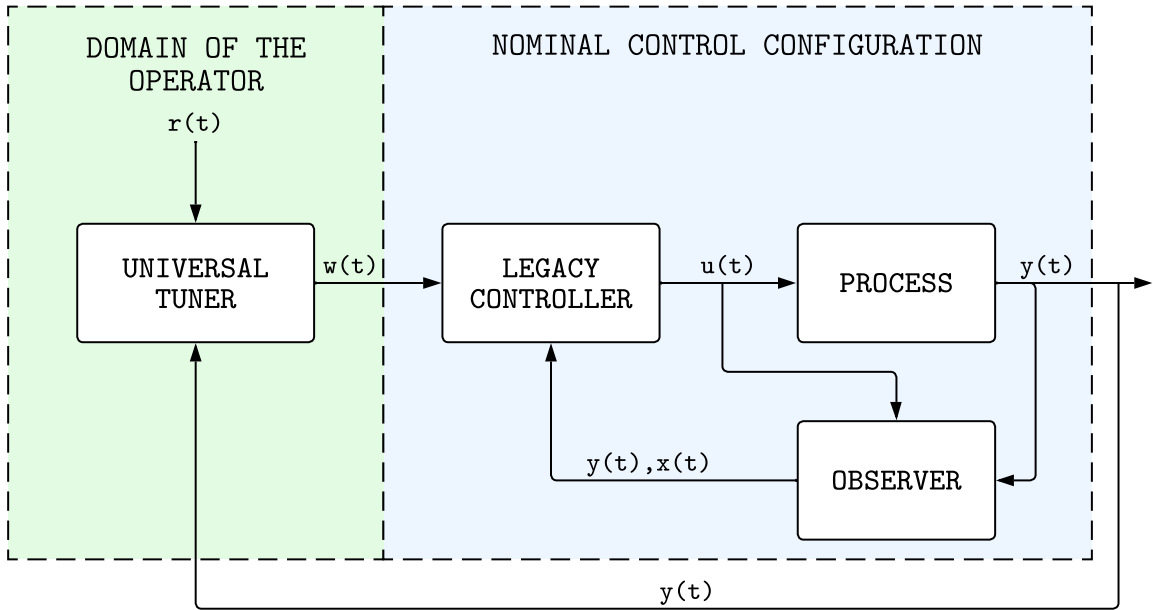 DOMAIN OF THE
OPERATOR
NOMINAL CONTROL CONFIGURATION
r(t)
UNIVERSAL
TUNER
w(t)
LEGACY
CONTROLLER
u(t)
PROCESS
y(t)
y(t),x(t)
OBSERVER
y(t)